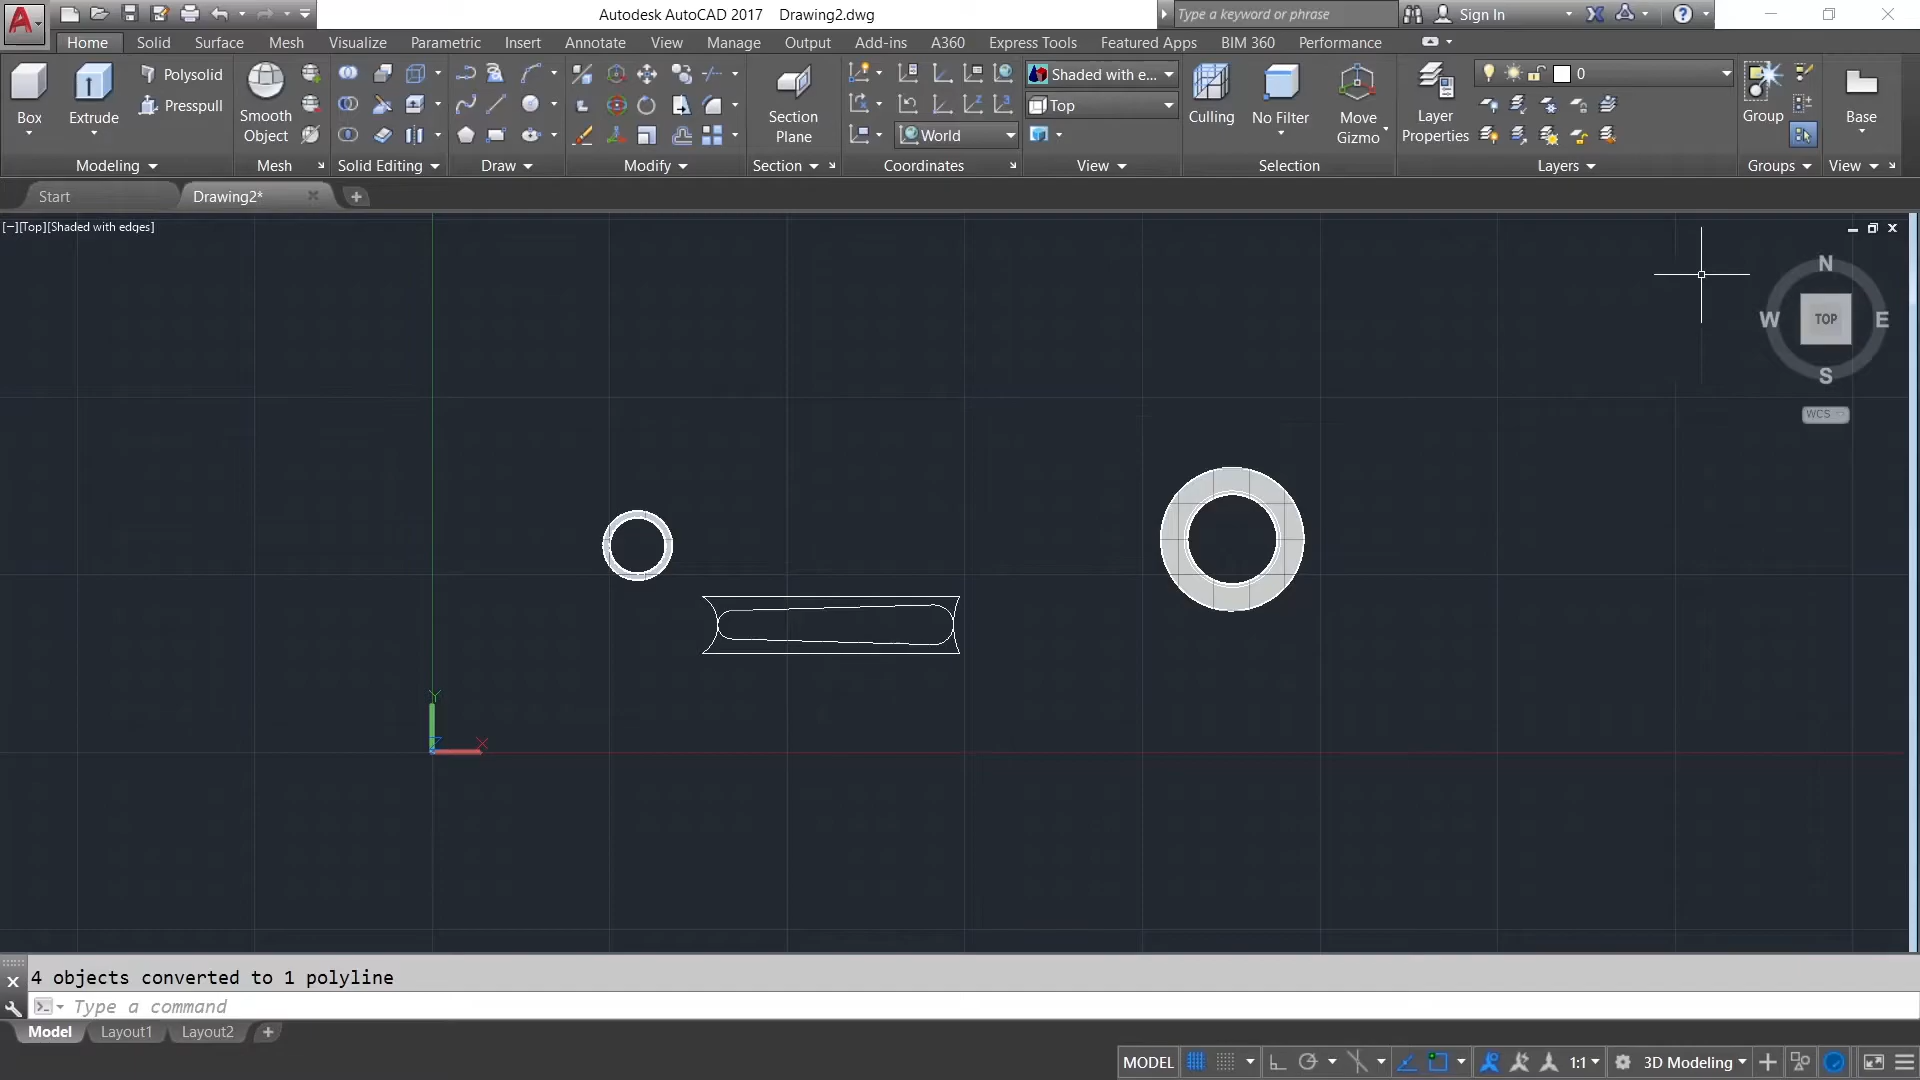 Autodesk AutoCAD 2017 Drawing2.dwg
Type a keyword or phrase
Sign In
Home Solid Surface Mesh Visualize Parametric Insert Annotate View Manage Output Add-ins A360 Express Tools Featured Apps BIM 360 Performance
Polysolid
Presspull
Box
Extrude
Smooth
Object
Section
Plane
World
Shaded with e...
Top
Culling
No Filter
Move
Gizmo
Layer
Properties
0
Group
Base
Modeling Mesh Solid Editing Draw Modify Section Coordinates View Selection Layers Groups View
Start Drawing2*
[−][Top][Shaded with edges]
N
W TOP E
S
WCS
Y
X
4 objects converted to 1 polyline
Type a command
Model Layout1 Layout2
MODEL 1:1 3D Modeling